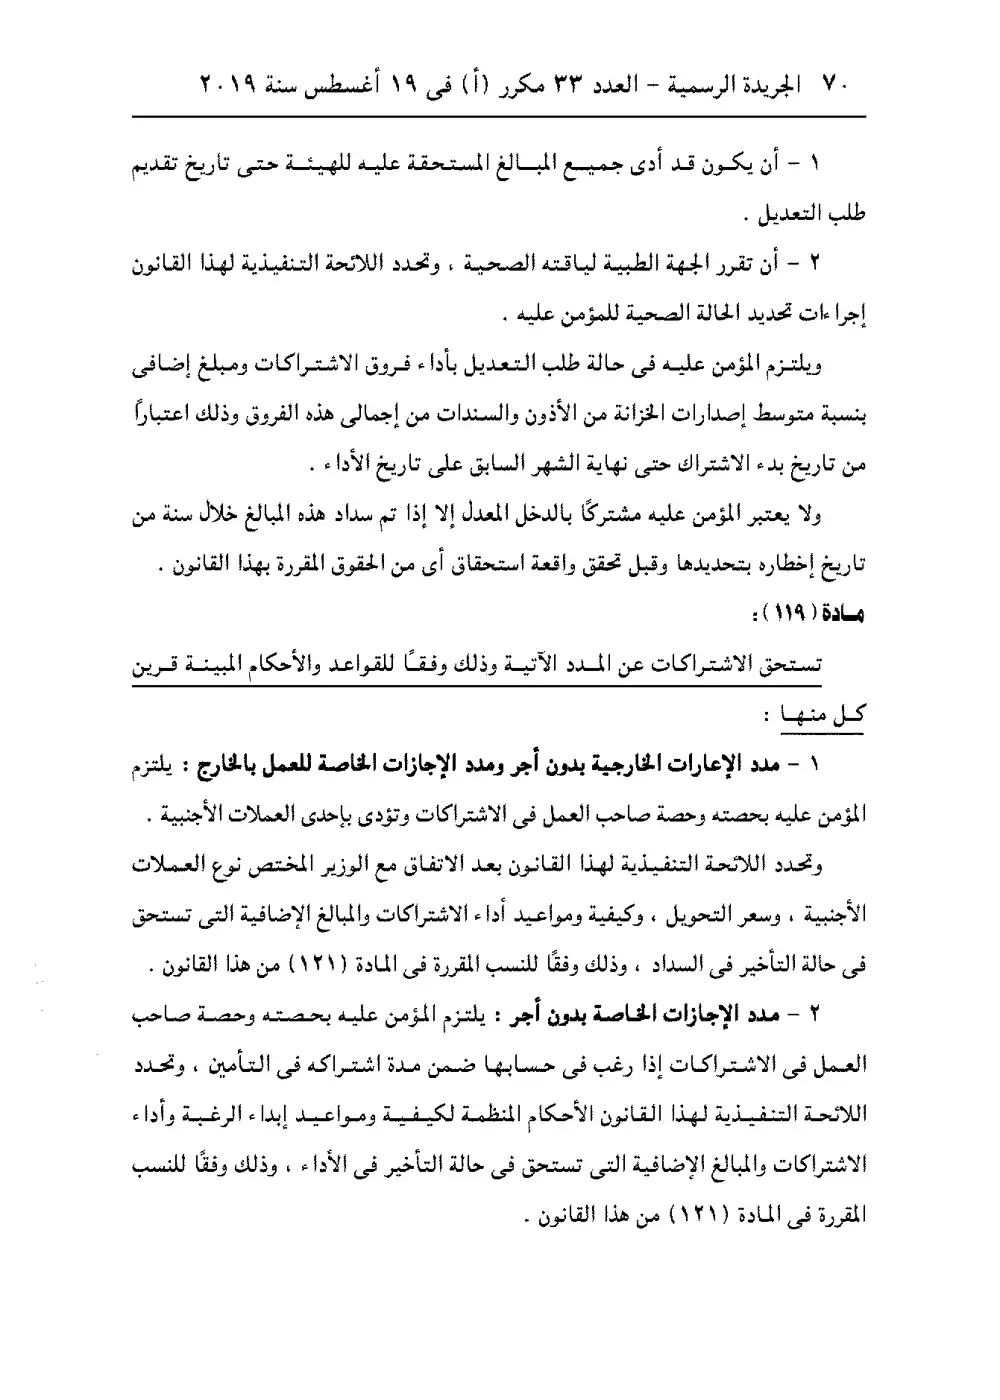 ٧٠ الجريدة الرسمية – العدد ٣٣ مكرر (أ) فى ١٩ أغسطس سنة ٢٠١٩
١ – أن يكون قد أدى جميع المبالغ المستحقة عليه للهيئة حتى تاريخ تقديم
طلب التعديل .
٢ – أن تقرر الجهة الطبية لياقته الصحية ، وتحدد اللائحة التنفيذية لهذا القانون
إجراءات تحديد الحالة الصحية للمؤمن عليه .
ويلتزم المؤمن عليه فى حالة طلب التعديل بأداء فروق الاشتراكات ومبلغ إضافى
بنسبة متوسط إصدارات الخزانة من الأذون والسندات من إجمالى هذه الفروق وذلك اعتباراً
من تاريخ بدء الاشتراك حتى نهاية الشهر السابق على تاريخ الأداء .
ولا يعتبر المؤمن عليه مشتركًا بالدخل المعدل إلا إذا تم سداد هذه المبالغ خلال سنة من
تاريخ إخطاره بتحديدها وقبل تحقق واقعة استحقاق أى من الحقوق المقررة بهذا القانون .
مادة (١١٩) :
تستحق الاشتراكات عن المدد الآتية وذلك وفقًا للقواعد والأحكام المبينة قرين
كل منها :
١ – مدد الإعارات الخارجية بدون أجر ومدد الإجازات الخاصة للعمل بالخارج : يلتزم
المؤمن عليه بحصته وحصة صاحب العمل فى الاشتراكات وتؤدى بإحدى العملات الأجنبية .
وتحدد اللائحة التنفيذية لهذا القانون بعد الاتفاق مع الوزير المختص نوع العملات
الأجنبية ، وسعر التحويل ، وكيفية ومواعيد أداء الاشتراكات والمبالغ الإضافية التى تستحق
فى حالة التأخير فى السداد ، وذلك وفقًا للنسب المقررة فى المادة (١٢١) من هذا القانون .
٢ – مدد الإجازات الخاصة بدون أجر : يلتزم المؤمن عليه بحصته وحصة صاحب
العمل فى الاشتراكات إذا رغب فى حسابها ضمن مدة اشتراكه فى التأمين ، وتحدد
اللائحة التنفيذية لهذا القانون الأحكام المنظمة لكيفية ومواعيد إبداء الرغبة وأداء
الاشتراكات والمبالغ الإضافية التى تستحق فى حالة التأخير فى الأداء ، وذلك وفقًا للنسب
المقررة فى المادة (١٢١) من هذا القانون .